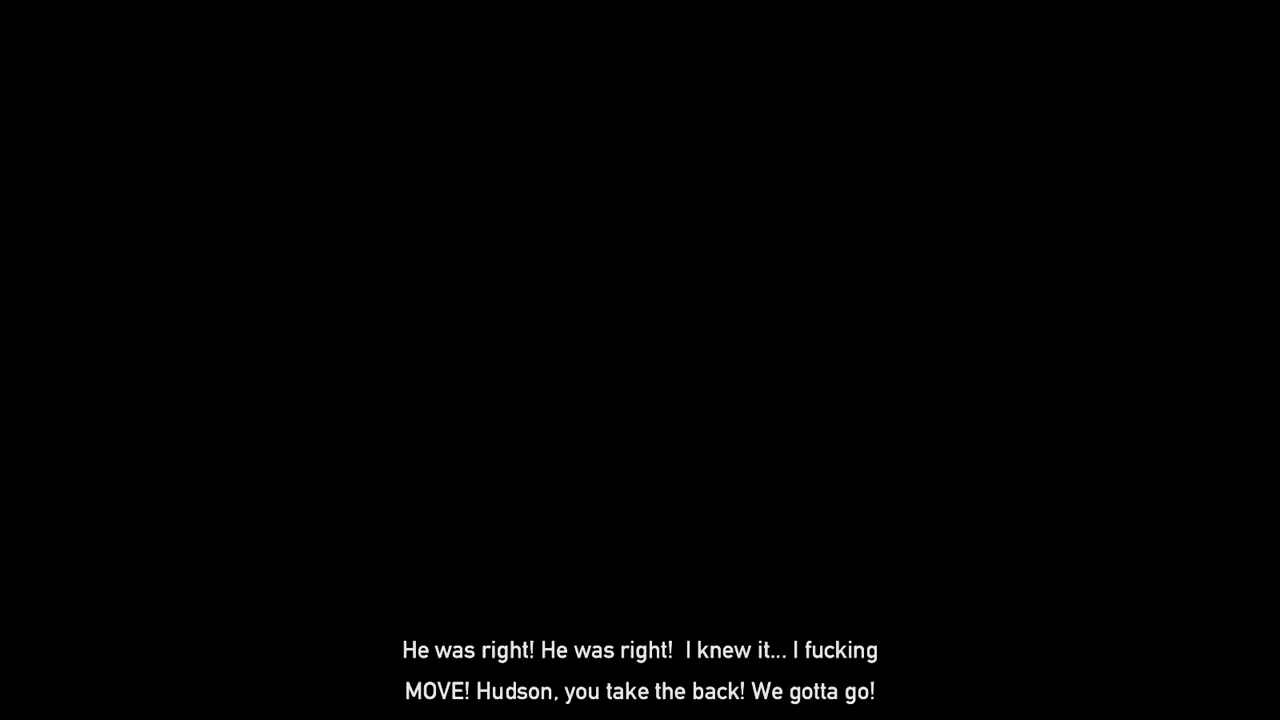 He was right! He was right!  I knew it... I fucking
MOVE! Hudson, you take the back! We gotta go!